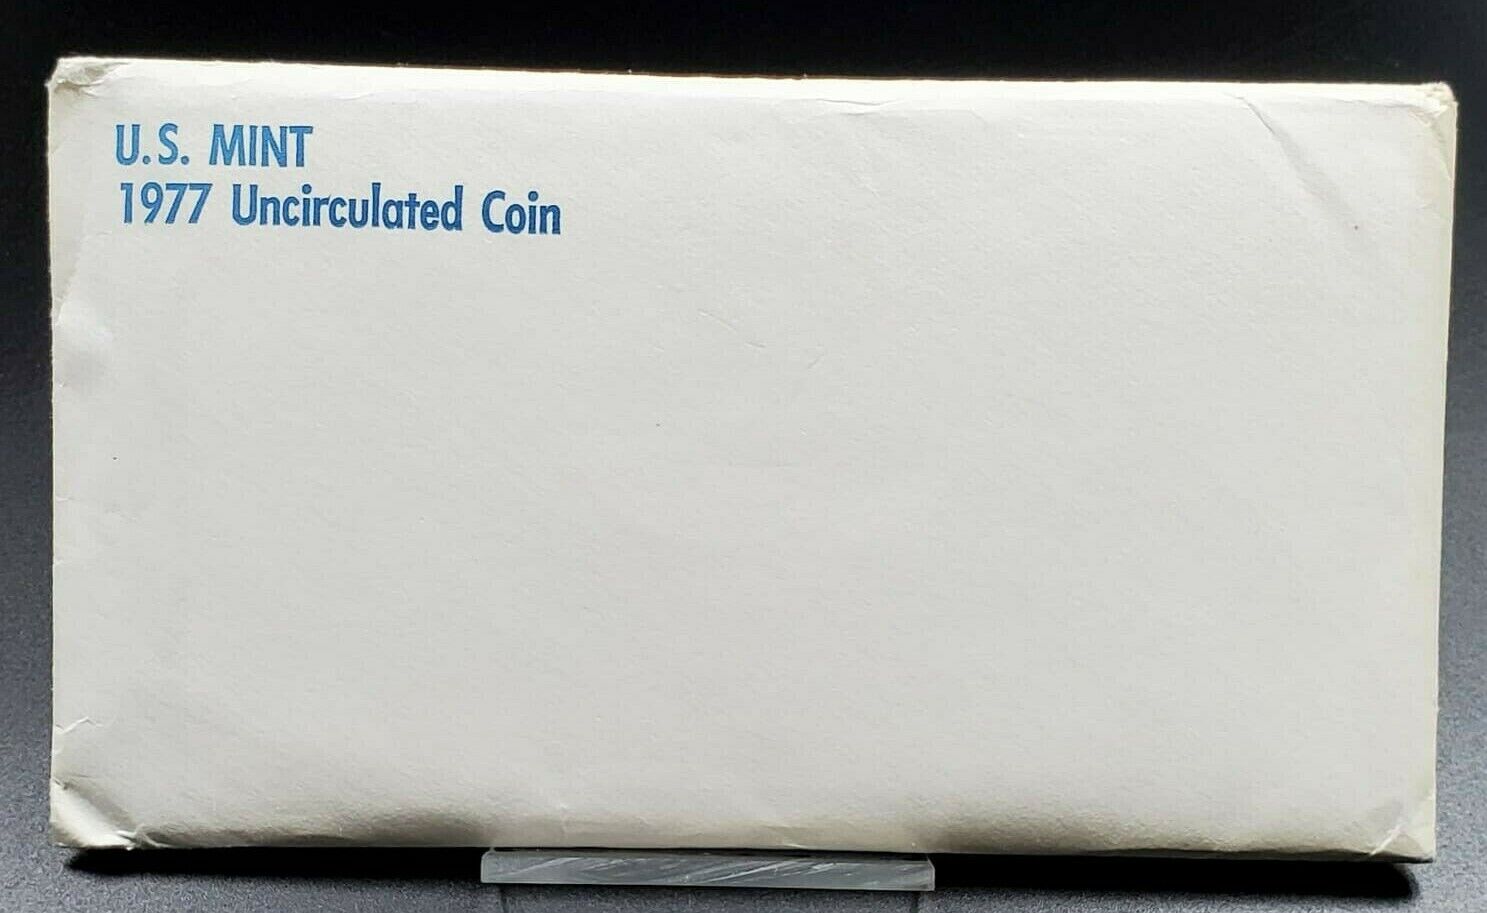 U.S. MINT
1977 Uncirculated Coin